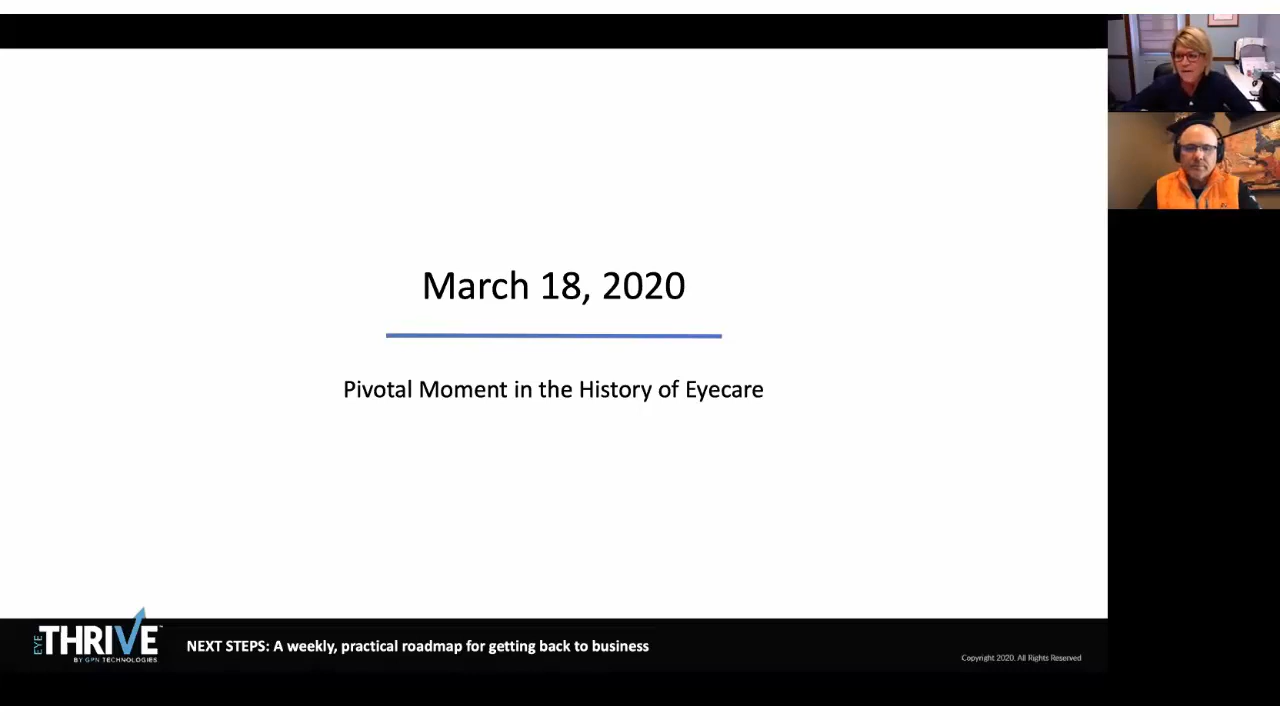 March 18, 2020
Pivotal Moment in the History of Eyecare
EYE THRIVE™
BY GPN TECHNOLOGIES
NEXT STEPS: A weekly, practical roadmap for getting back to business
Copyright 2020. All Rights Reserved